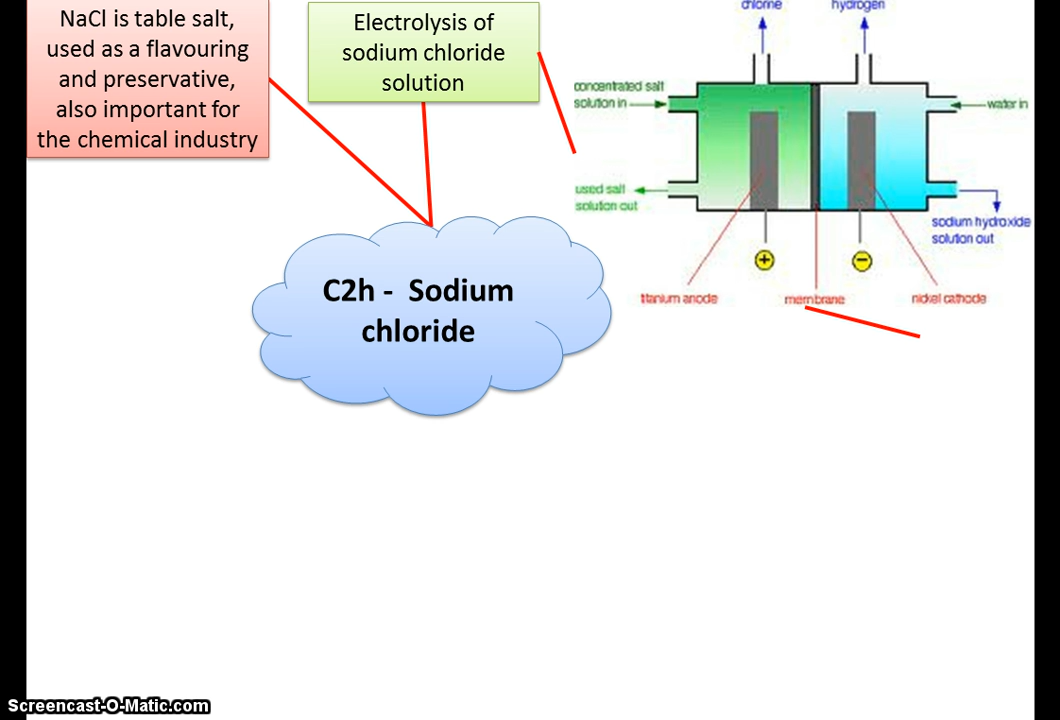 NaCl is table salt,
used as a flavouring
and preservative,
also important for
the chemical industry
Electrolysis of
sodium chloride
solution
chlorine
hydrogen
concentrated salt
solution in
water in
used salt
solution out
sodium hydroxide
solution out
+
−
titanium anode
membrane
nickel cathode
C2h - Sodium
chloride
Screencast-O-Matic.com